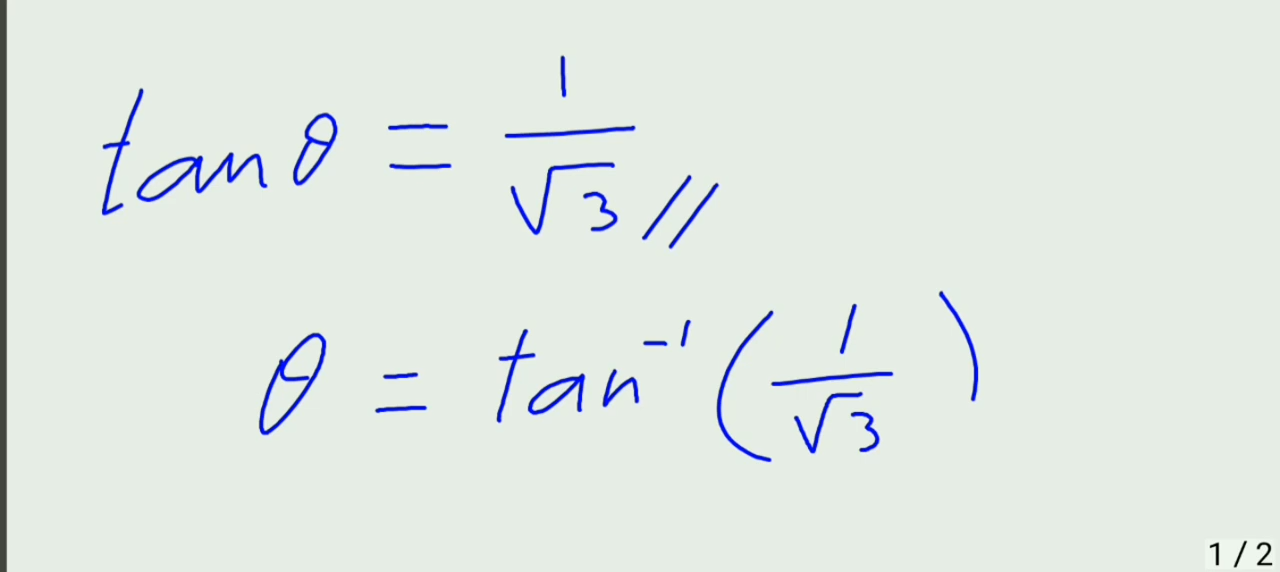 tan θ = 1/√3 //
θ = tan⁻¹ (1/√3)
1 / 2